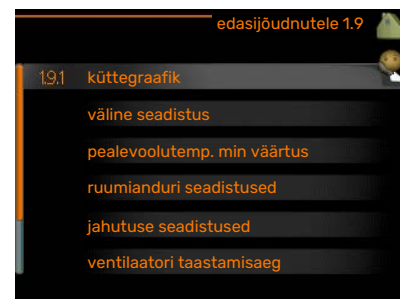 edasijõudnutele 1.9
1.9.1 küttegraafik
väline seadistus
pealevoolutemp. min väärtus
ruumianduri seadistused
jahutuse seadistused
ventilaatori taastamisaeg